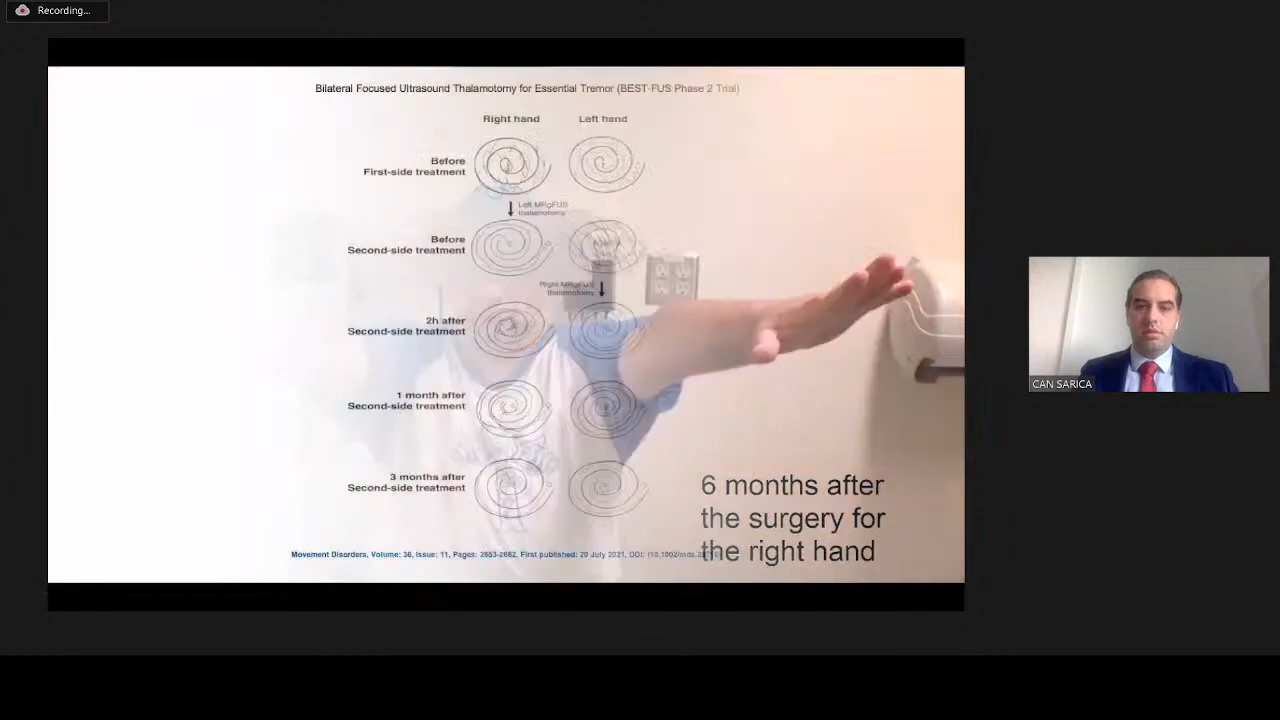 Recording...
Bilateral Focused Ultrasound Thalamotomy for Essential Tremor (BEST-FUS Phase 2 Trial)
Right hand
Left hand
Before
First-side treatment
Left MRgFUS
thalamotomy
Before
Second-side treatment
Right MRgFUS
thalamotomy
2h after
Second-side treatment
1 month after
Second-side treatment
3 months after
Second-side treatment
6 months after
the surgery for
the right hand
Movement Disorders, Volume: 36, Issue: 11, Pages: 2653-2662, First published: 20 July 2021, DOI:
CAN SARICA